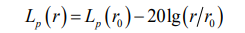 L_p(r) = L_p(r_0) − 20lg(r/r_0)